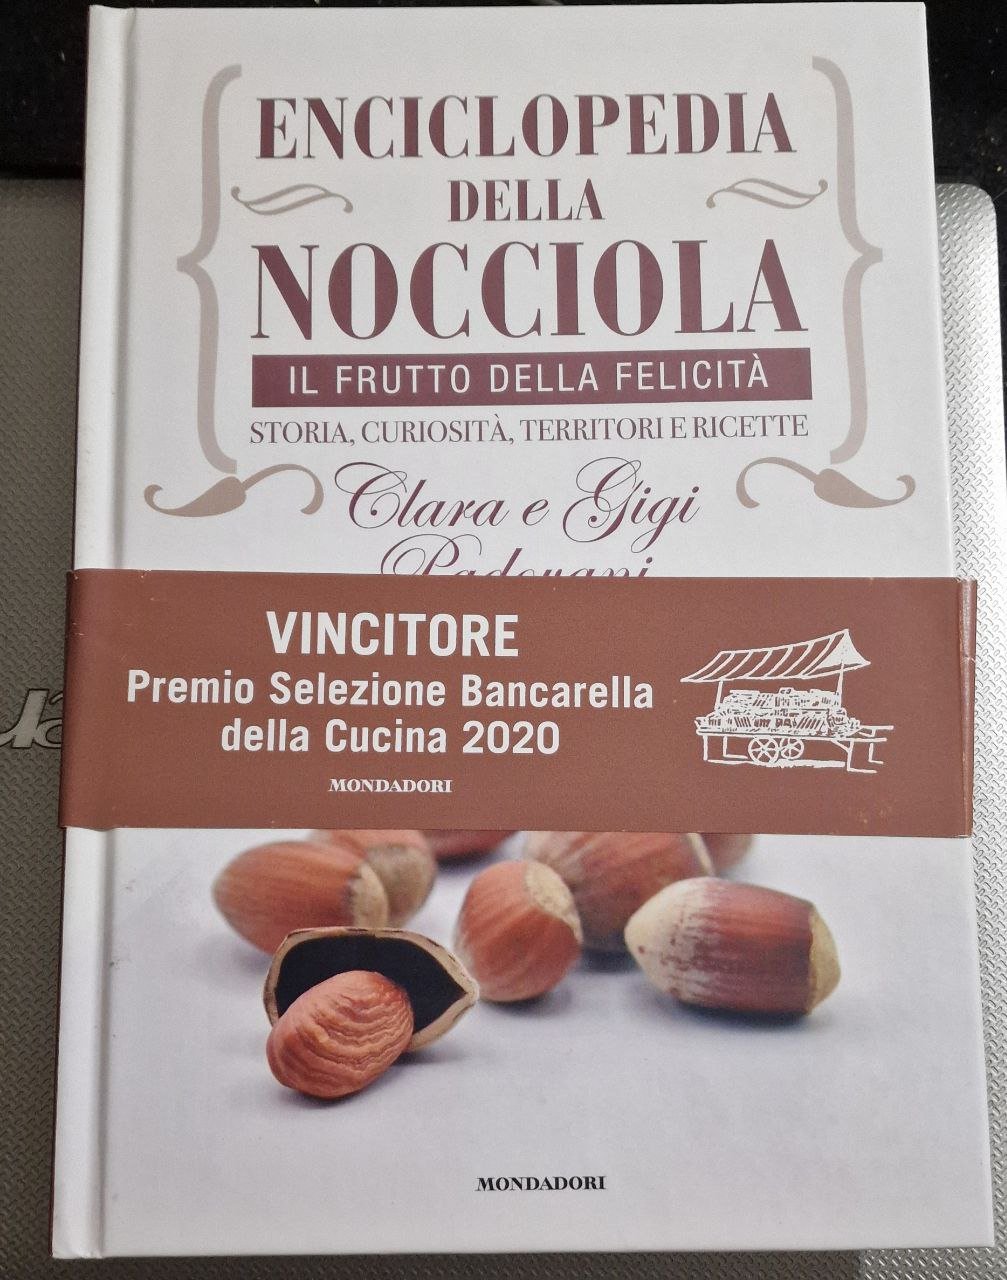 ENCICLOPEDIA
DELLA
NOCCIOLA
IL FRUTTO DELLA FELICITÀ
STORIA, CURIOSITÀ, TERRITORI E RICETTE
Clara e Gigi
Padovani
VINCITORE
Premio Selezione Bancarella
della Cucina 2020
MONDADORI
MONDADORI